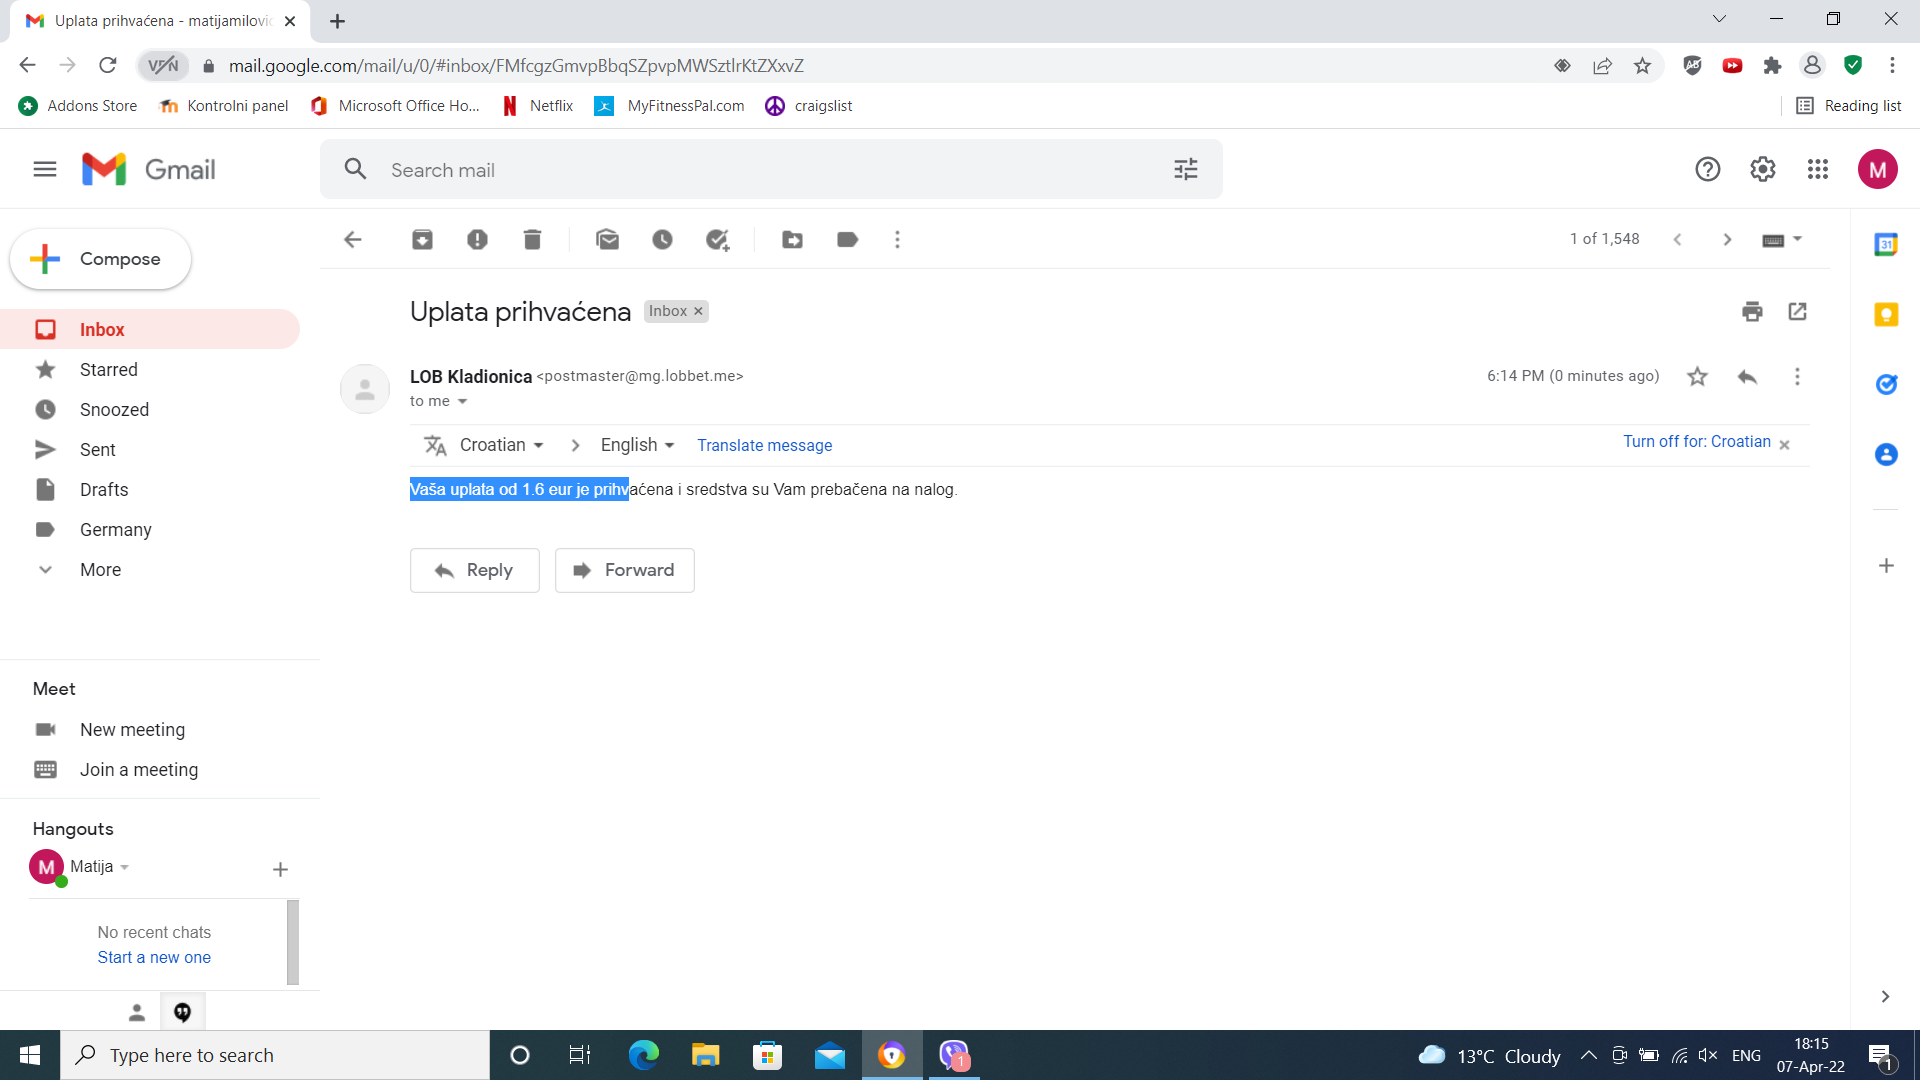 Uplata prihvaćena - matijamilovic
mail.google.com/mail/u/0/#inbox/FMfcgzGmvpBbqSZpvpMWSztlrKtZXxvZ
Addons Store Kontrolni panel Microsoft Office Ho... Netflix MyFitnessPal.com craigslist Reading list
Gmail Search mail M
Compose
1 of 1,548
Inbox
Starred
Snoozed
Sent
Drafts
Germany
More
Uplata prihvaćena Inbox
LOB Kladionica <postmaster@mg.lobbet.me> 6:14 PM (0 minutes ago)
to me
Croatian English Translate message Turn off for: Croatian
Vaša uplata od 1.6 eur je prihvaćena i sredstva su Vam prebačena na nalog.
Reply Forward
Meet
New meeting
Join a meeting
Hangouts
M Matija
No recent chats
Start a new one
31
Type here to search
1
13°C Cloudy ENG
18:15
07-Apr-22
1